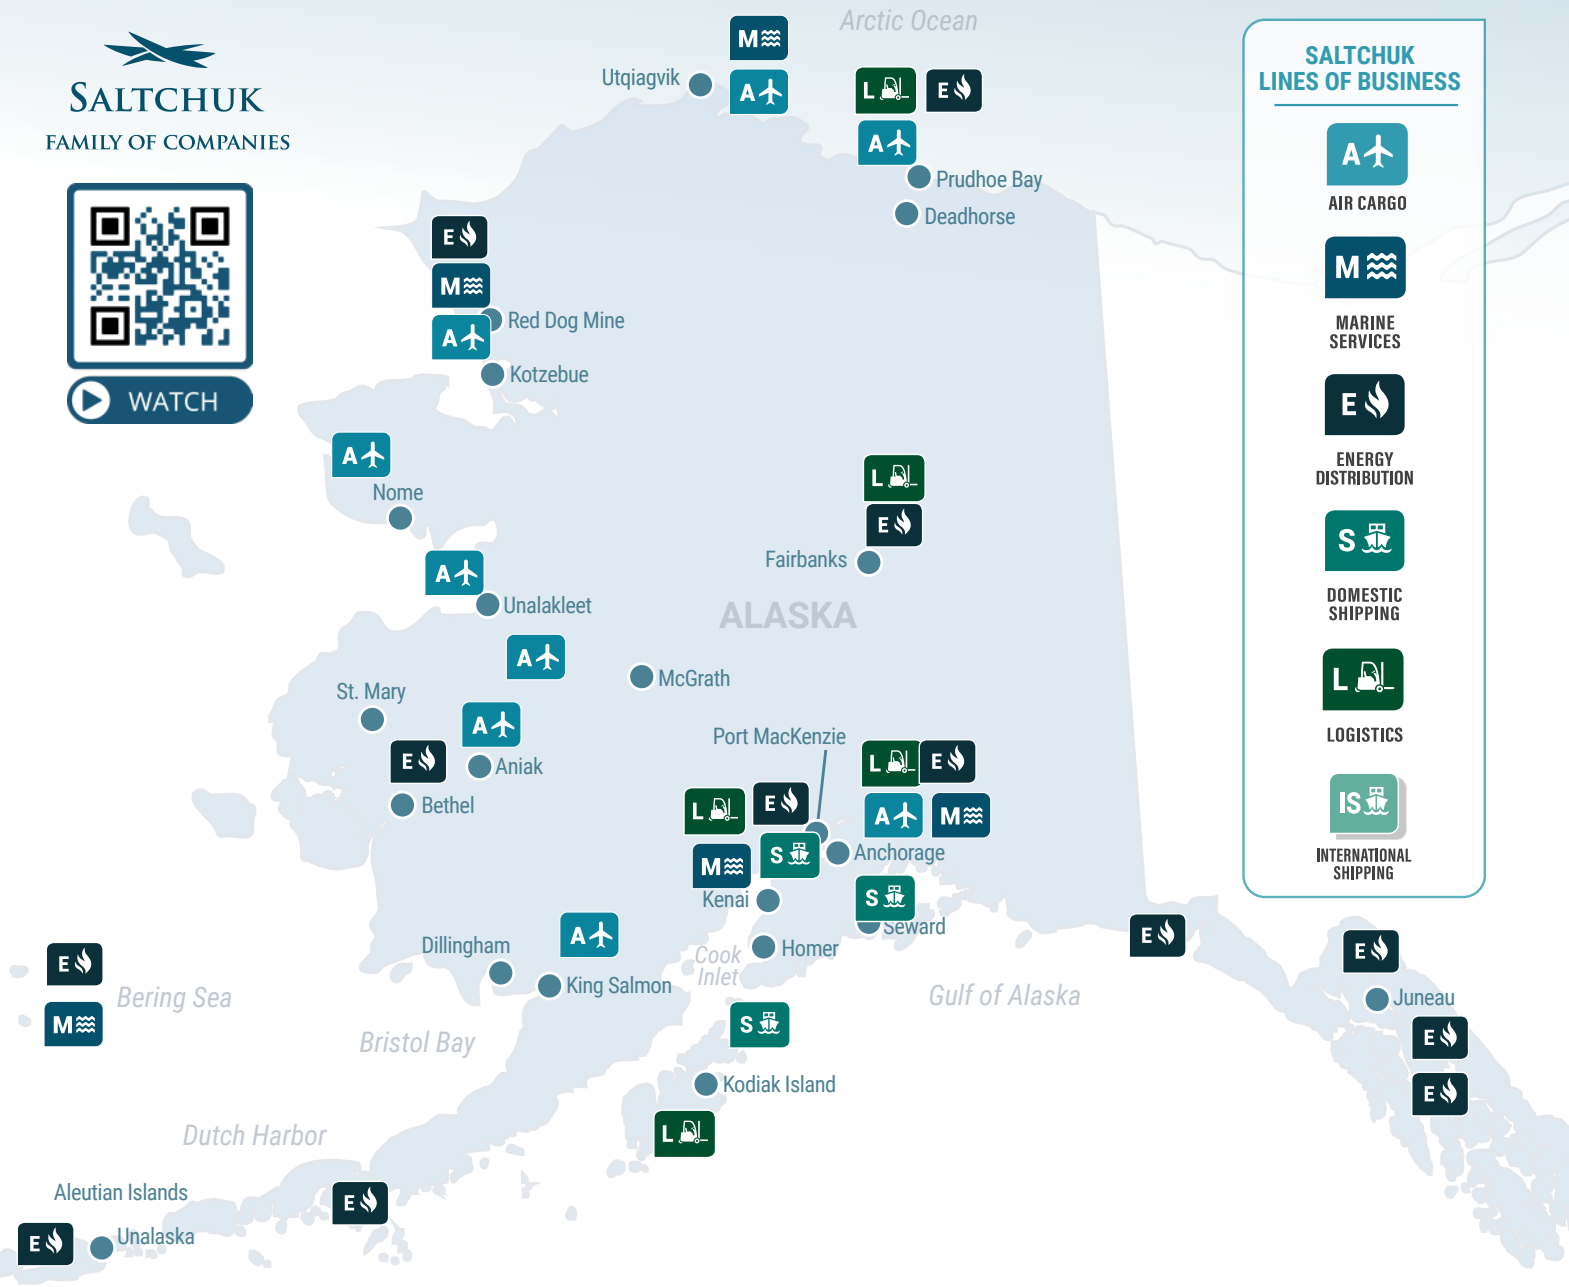 SALTCHUK
FAMILY OF COMPANIES
WATCH
Arctic Ocean
Utqiagvik
M
A
L
E
A
Prudhoe Bay
Deadhorse
E
M
A
Red Dog Mine
Kotzebue
A
Nome
A
Unalakleet
L
E
Fairbanks
ALASKA
A
McGrath
St. Mary
A
Aniak
E
Bethel
Port MacKenzie
L
E
A
M
L
E
S
M
Anchorage
Kenai
S
Seward
Homer
Cook
Inlet
Dillingham
A
King Salmon
Gulf of Alaska
E
E
Juneau
E
E
E
M
Bering Sea
Bristol Bay
S
Kodiak Island
L
Dutch Harbor
Aleutian Islands
E
E
Unalaska
SALTCHUK
LINES OF BUSINESS
A
AIR CARGO
M
MARINE
SERVICES
E
ENERGY
DISTRIBUTION
S
DOMESTIC
SHIPPING
L
LOGISTICS
IS
INTERNATIONAL
SHIPPING